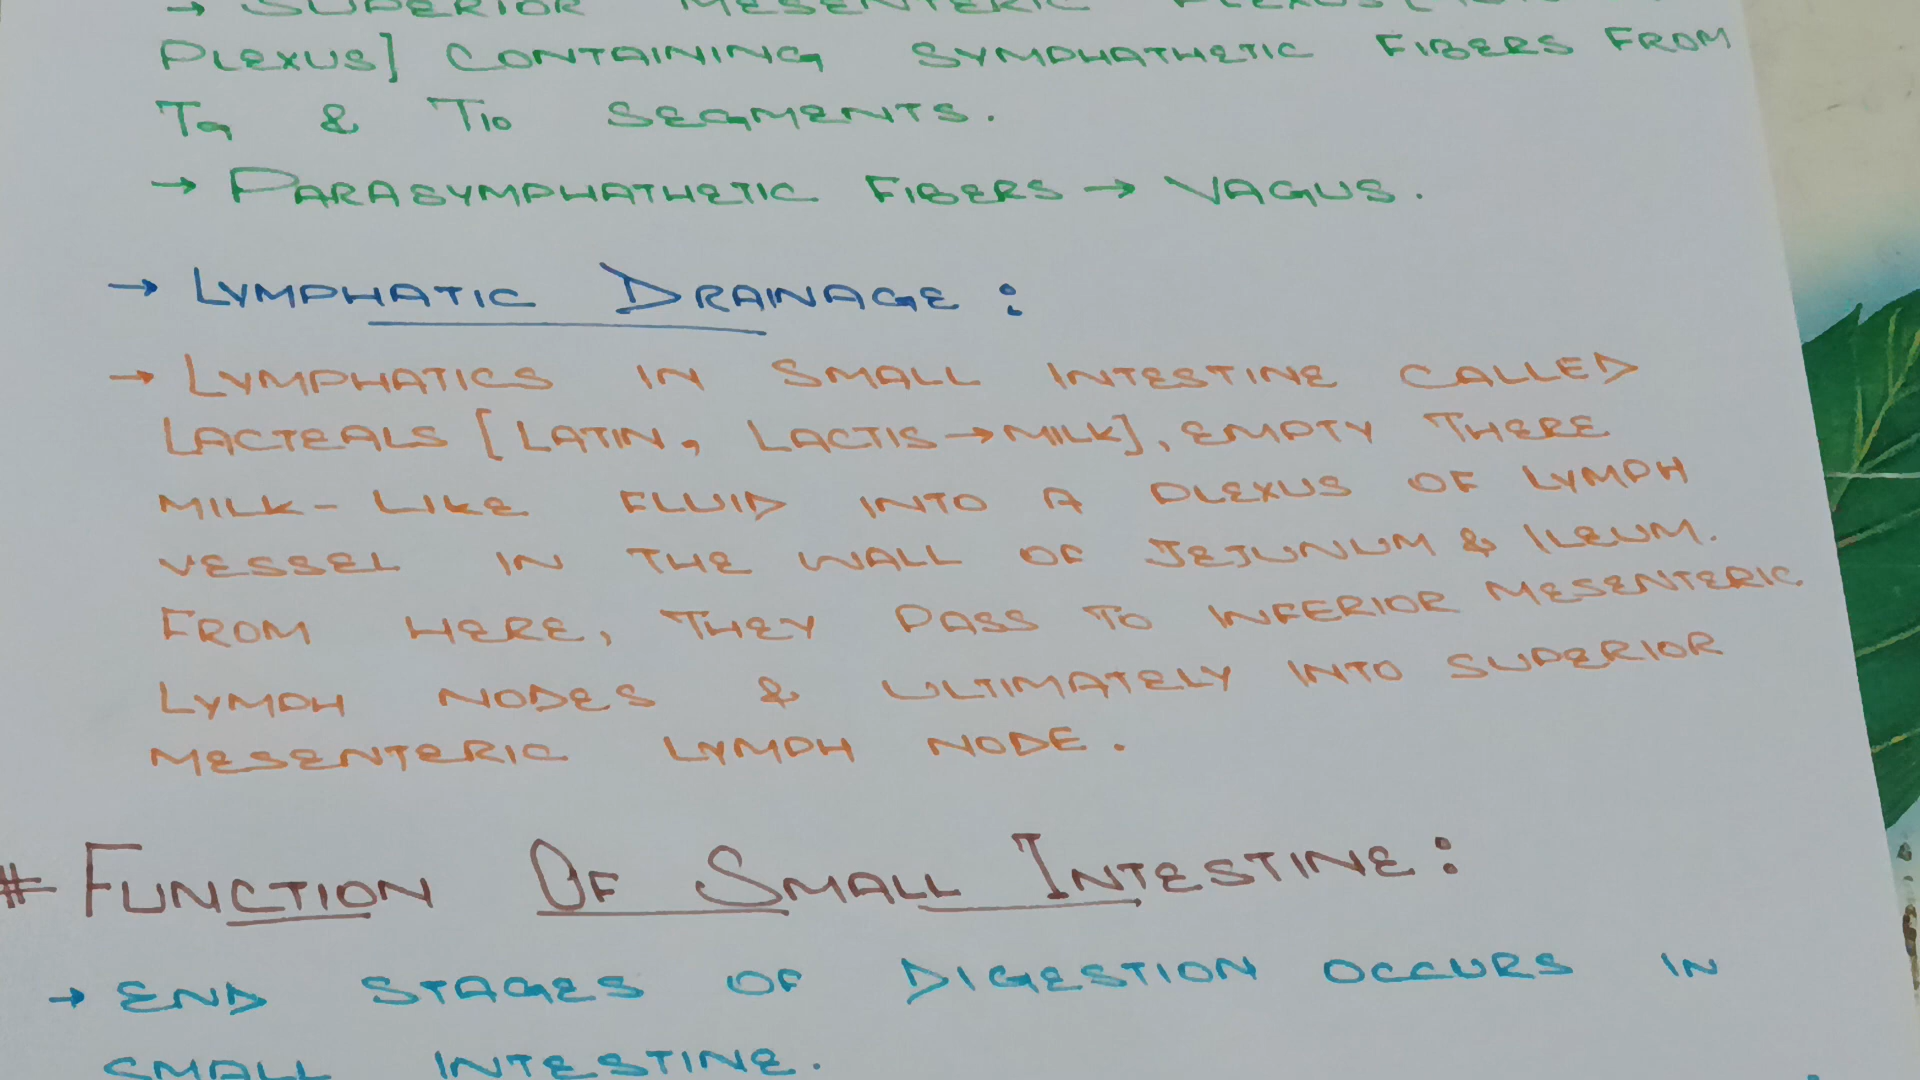 → SUPERIOR MESENTERIC
PLEXUS] CONTAINING SYMPHATHETIC FIBERS FROM
T9 & T10 SEGMENTS.
→ PARASYMPHATHETIC FIBERS → VAGUS.
→ LYMPHATIC DRAINAGE :
→ LYMPHATICS IN SMALL INTESTINE CALLED
LACTEALS [LATIN, LACTIS→MILK], EMPTY THERE
MILK-LIKE FLUID INTO A PLEXUS OF LYMPH
VESSEL IN THE WALL OF JEJUNUM & ILEUM.
FROM HERE, THEY PASS TO INFERIOR MESENTERIC
LYMPH NODES & ULTIMATELY INTO SUPERIOR
MESENTERIC LYMPH NODE.
# FUNCTION OF SMALL INTESTINE :
→ END STAGES OF DIGESTION OCCURS IN
SMALL INTESTINE.